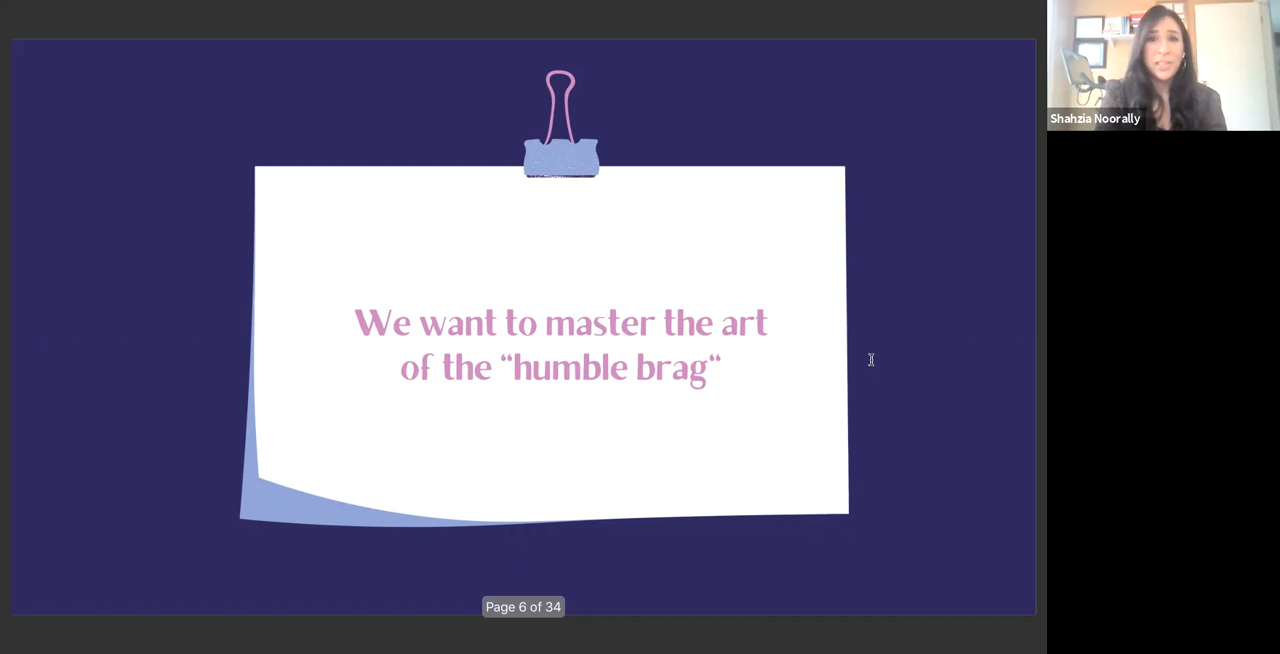 Shahzia Noorally
We want to master the art
of the “humble brag“
Page 6 of 34